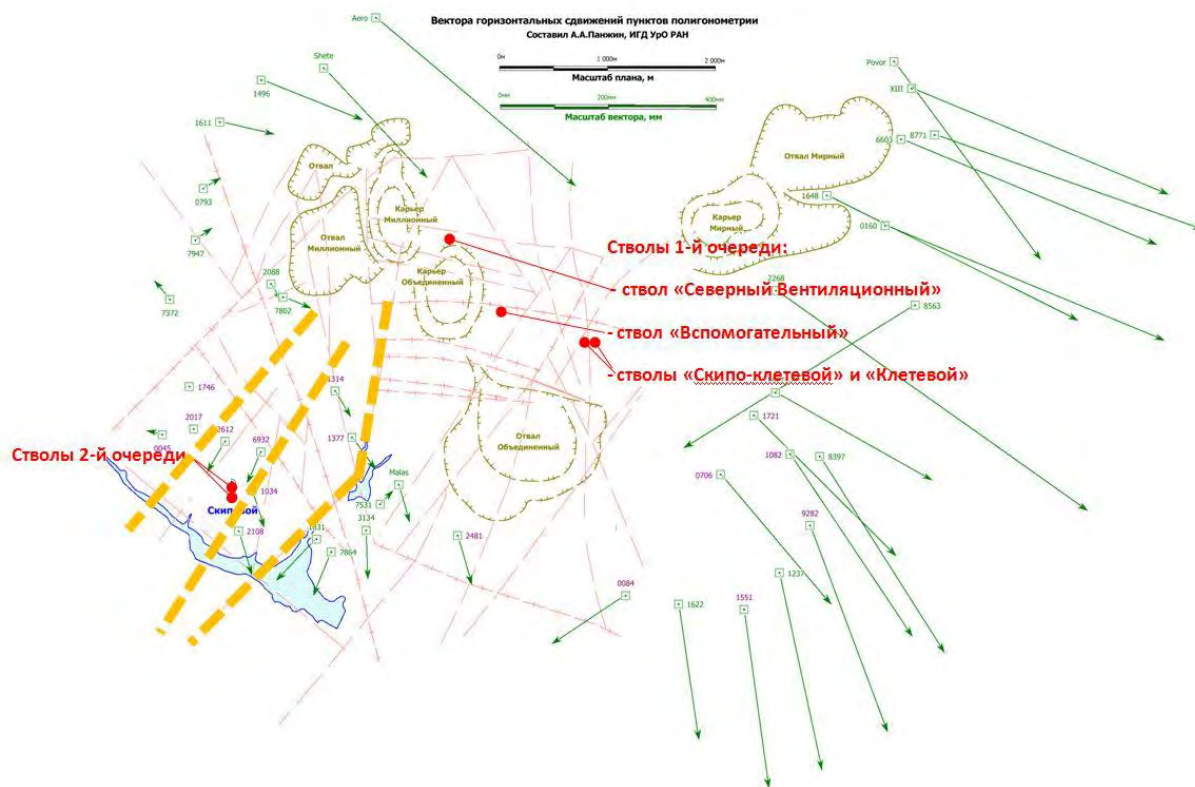 Вектора горизонтальных сдвижений пунктов полигонометрии
Составил А.А.Панжин, ИГД УрО РАН
0м
1 000м
2 000м
Масштаб плана, м
0мм
200мм
400мм
Масштаб вектора, мм
Aero
Shete
1496
1611
0793
7947
7372
2088
7802
Отвал
Карьер
Миллионный
Отвал
Миллионный
Карьер
Объединенный
Povor
XIII
6603
8771
Отвал Мирный
1648
Карьер
Мирный
0160
2268
8563
Стволы 1-й очереди:
- ствол «Северный Вентиляционный»
- ствол «Вспомогательный»
- стволы «Скипо-клетевой» и «Клетевой»
1746
1314
2017
2612
6932
0045
1377
Malas
Отвал
Объединенный
1721
1082
8397
0706
Стволы 2-й очереди
1034
7531
3134
2108
1831
7864
2481
9282
1237
0084
1622
1551